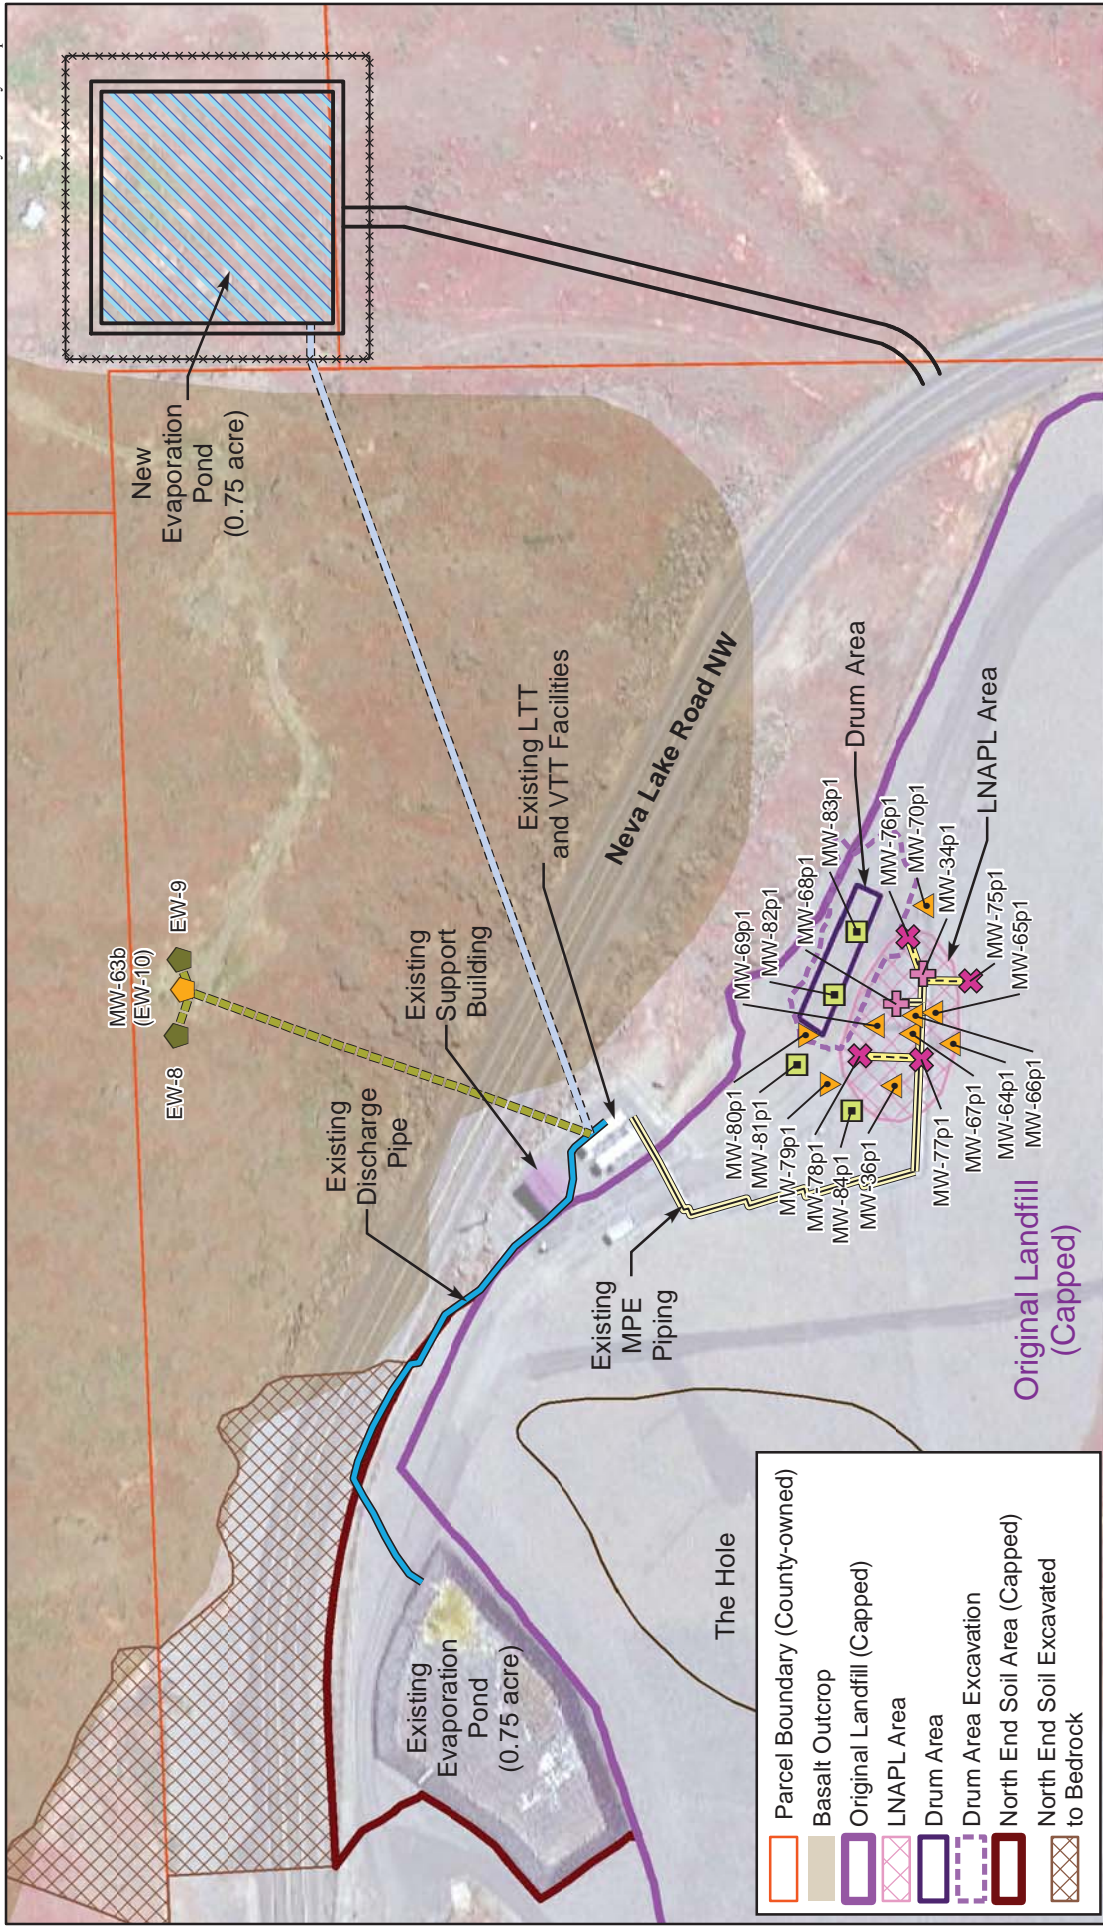 New
Evaporation
Pond
(0.75 acre)
MW-63b
(EW-10)
EW-9
EW-8
Existing
Discharge
Pipe
Existing
Support
Building
Existing LTT
and VTT Facilities
Neva Lake Road NW
Drum Area
LNAPL Area
MW-83p1
MW-76p1
MW-70p1
MW-34p1
MW-68p1
MW-82p1
MW-69p1
MW-75p1
MW-65p1
MW-80p1
MW-81p1
MW-79p1
MW-78p1
MW-84p1
MW-36p1
MW-77p1
MW-67p1
MW-64p1
MW-66p1
Existing
MPE
Piping
Original Landfill
(Capped)
Existing
Evaporation
Pond
(0.75 acre)
The Hole
Parcel Boundary (County-owned)
Basalt Outcrop
Original Landfill (Capped)
LNAPL Area
Drum Area
Drum Area Excavation
North End Soil Area (Capped)
North End Soil Excavated
to Bedrock